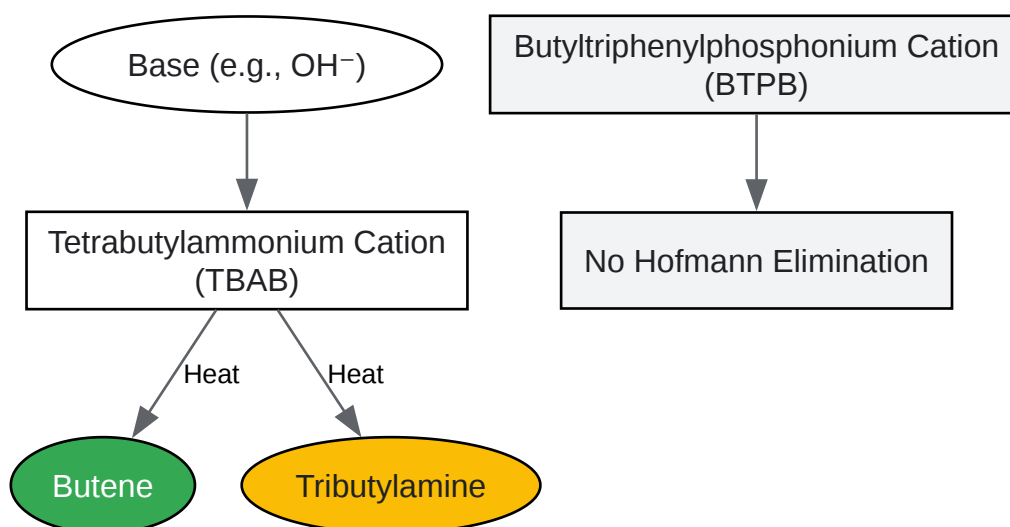 Base (e.g., OH⁻)
Butyltriphenylphosphonium Cation
(BTPB)
Tetrabutylammonium Cation
(TBAB)
No Hofmann Elimination
Heat
Heat
Butene
Tributylamine